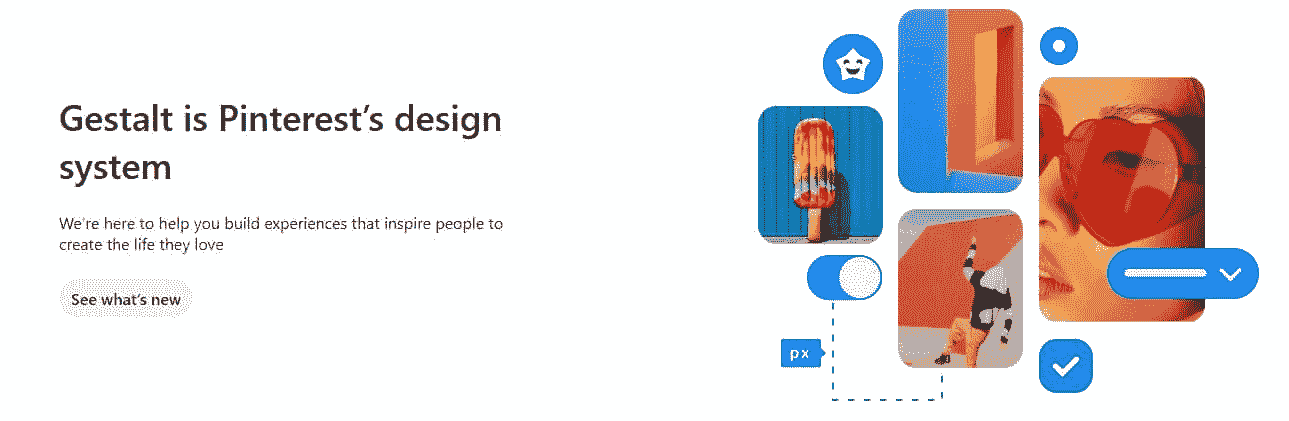 Gestalt is Pinterest’s design
system
We're here to help you build experiences that inspire people to
create the life they love
See what’s new
px